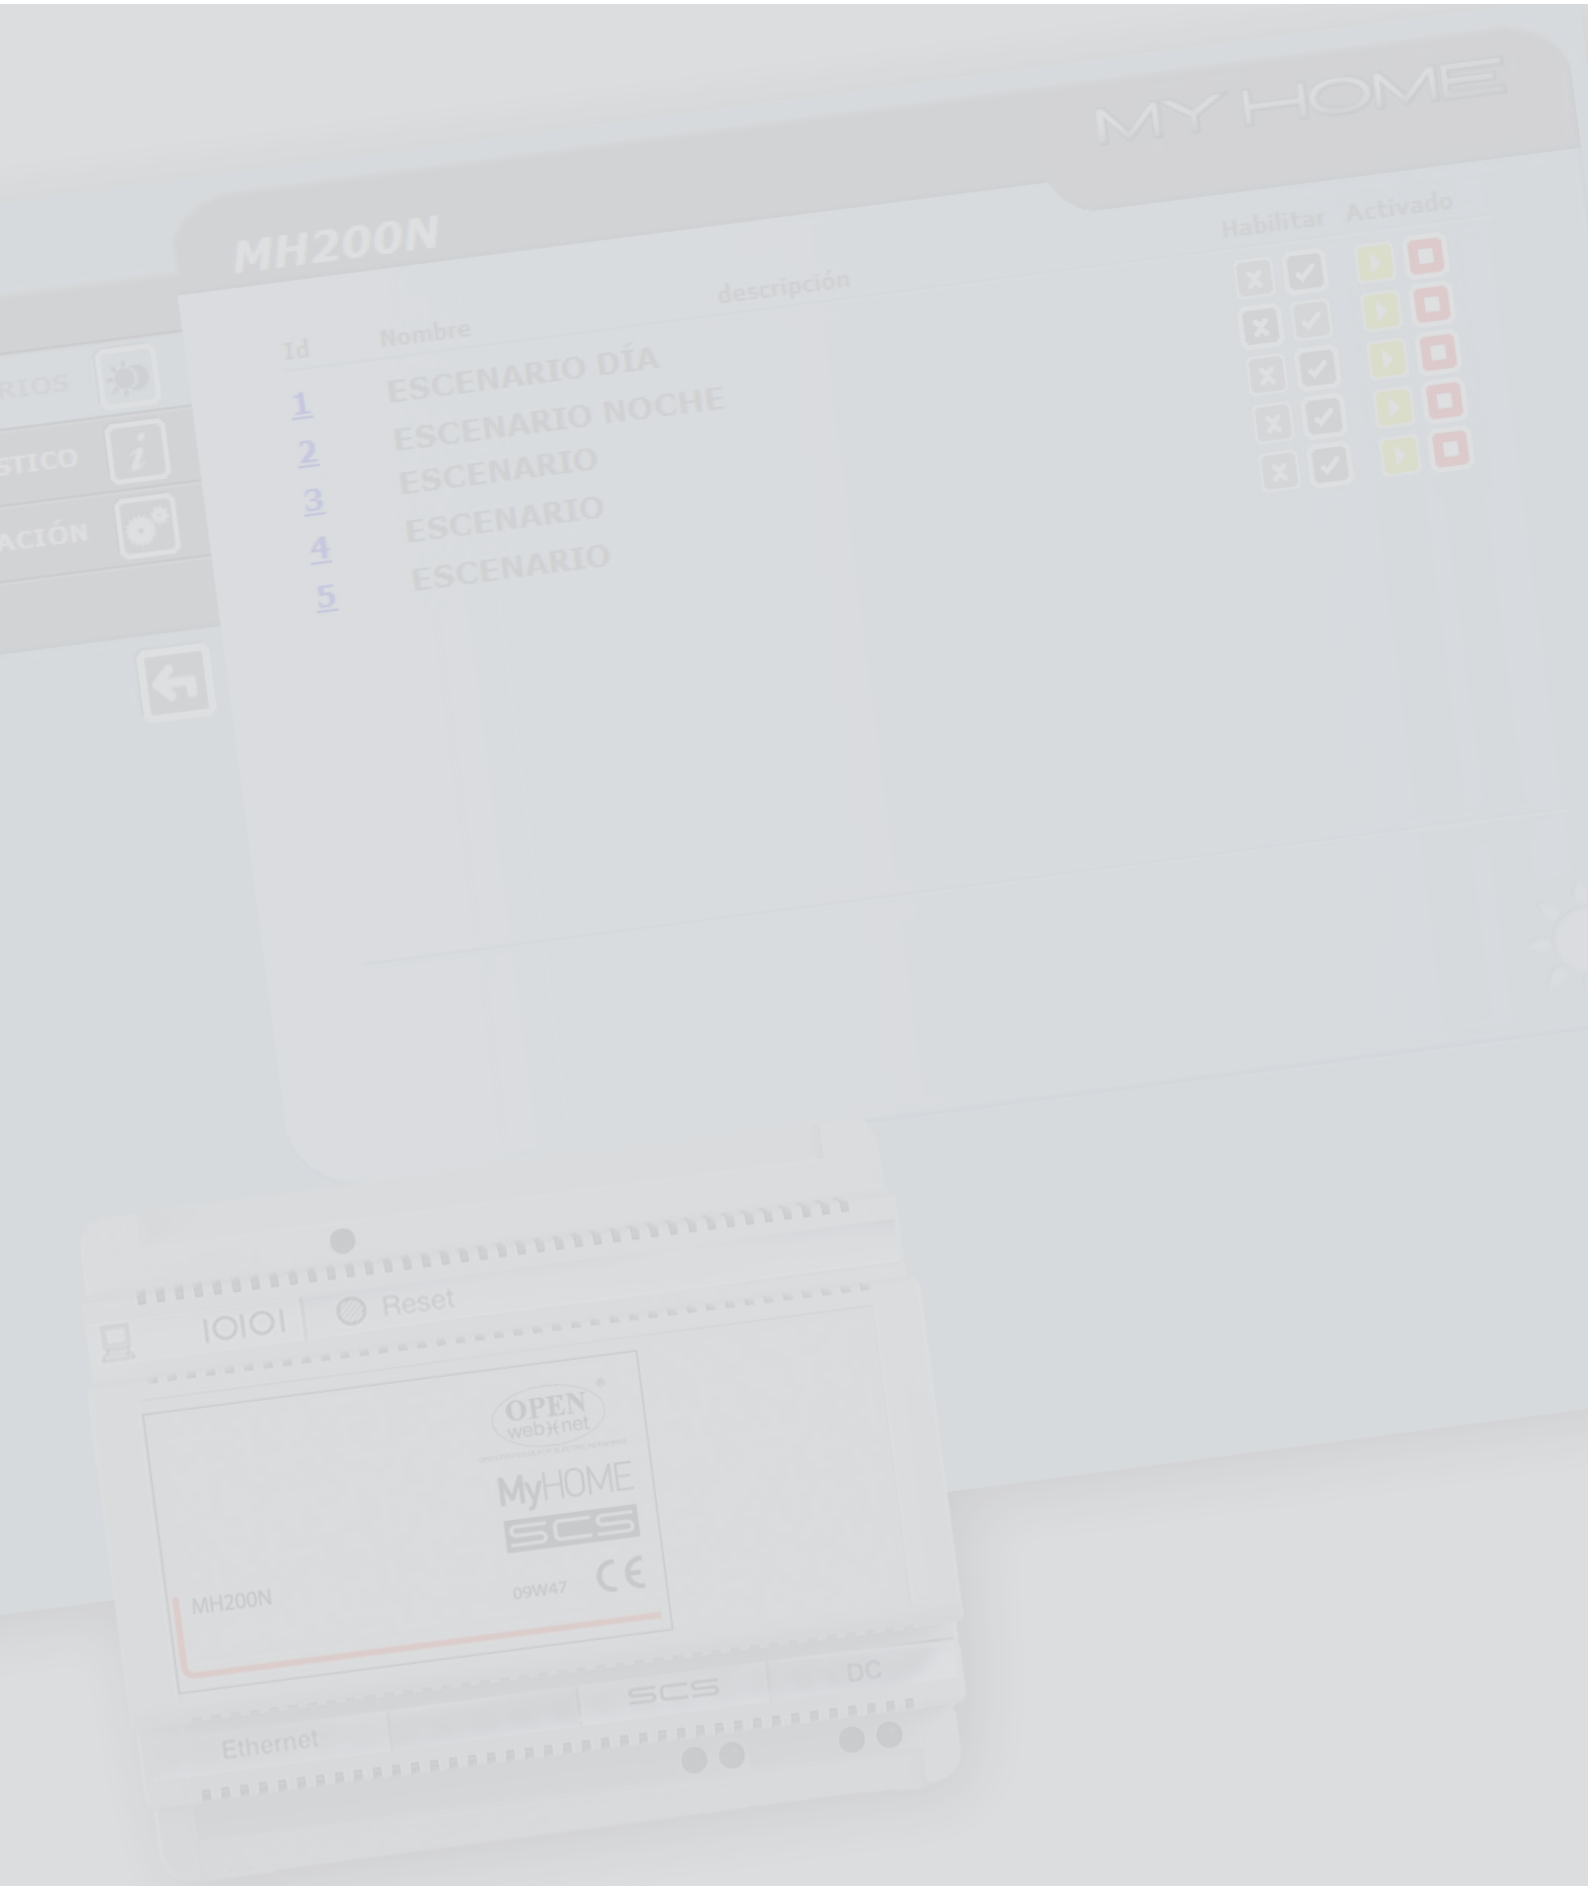 MY HOME
MH200N
Habilitar Activado
Id Nombre descripción
1 ESCENARIO DÍA
2 ESCENARIO NOCHE
3 ESCENARIO
4 ESCENARIO
5 ESCENARIO
RIOS
STICO
ACIÓN
Reset
OPEN
web net
MyHOME
SCS
MH200N
09W47 CE
SCS
DC
Ethernet